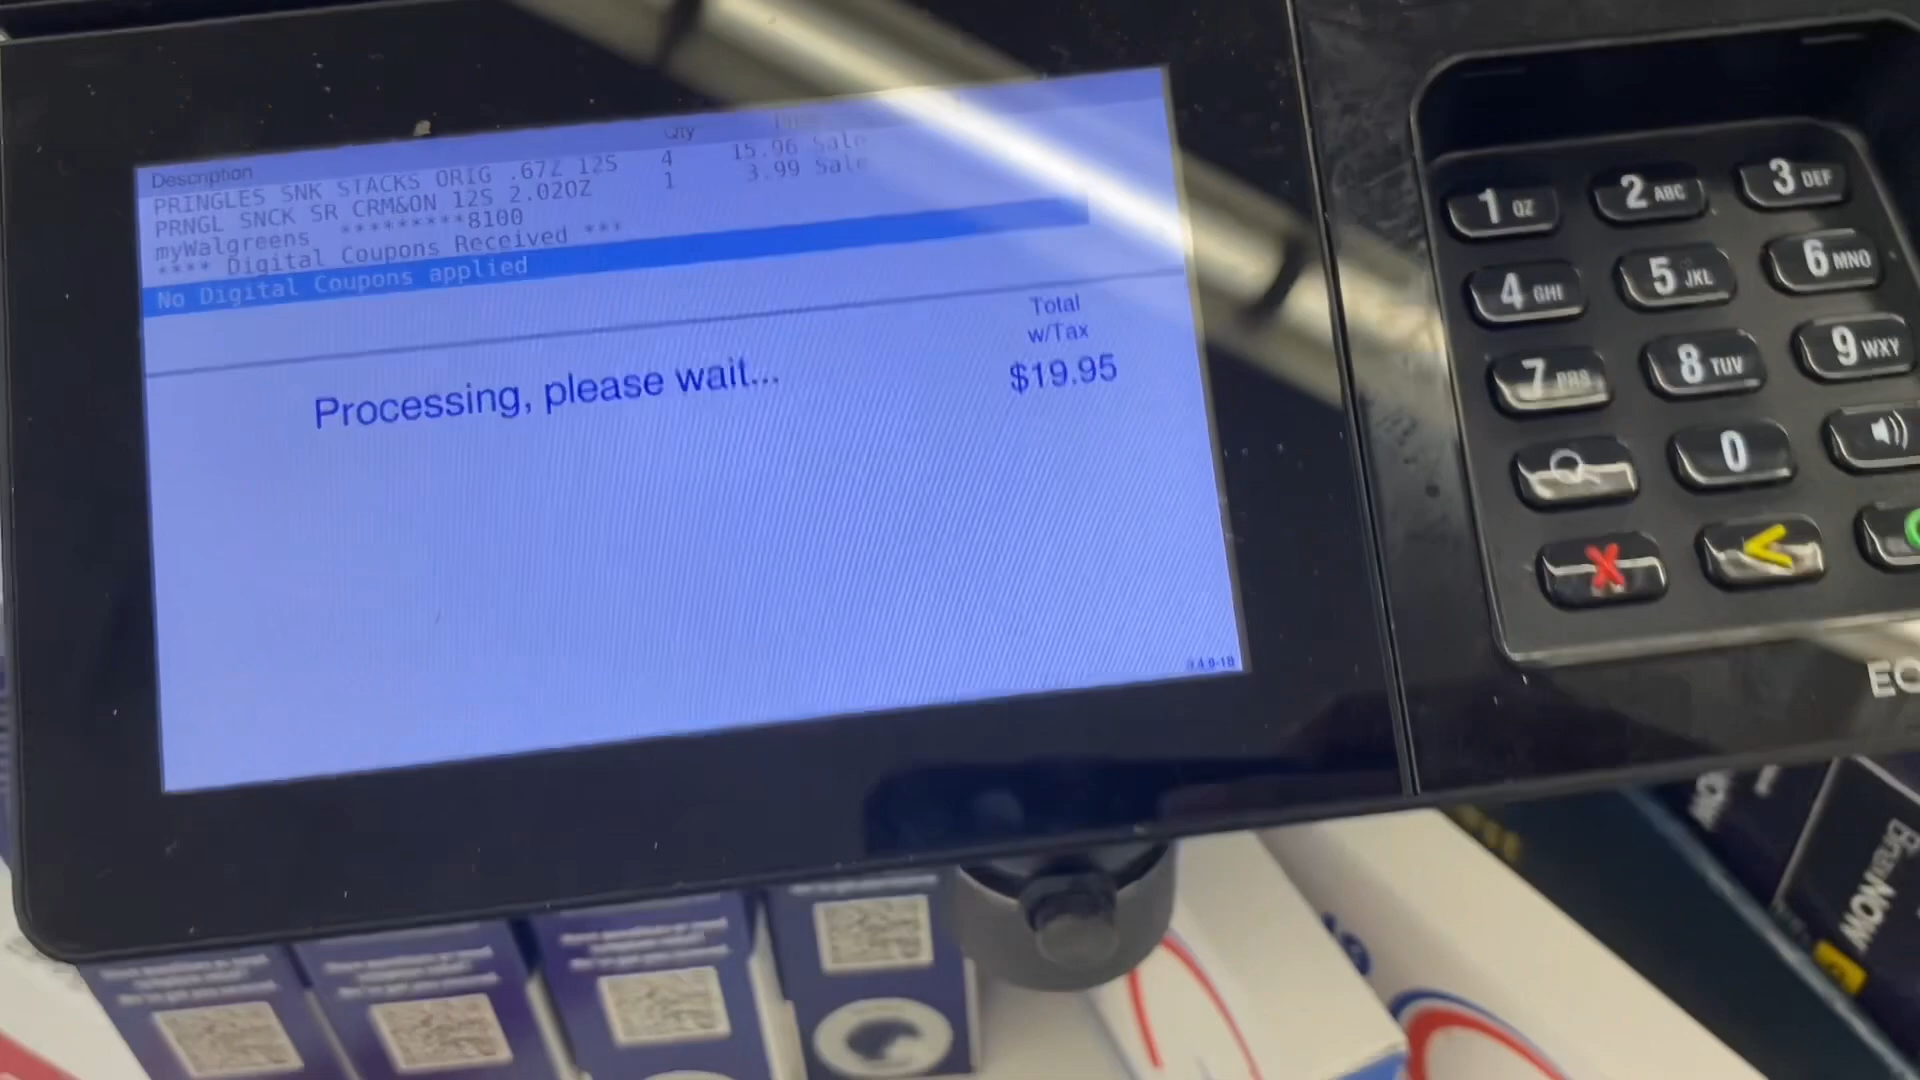 Description Qty
PRINGLES SNK STACKS ORIG .67Z 12S 4 15.96 Sale
PRNGL SNCK SR CRM&ON 12S 2.02OZ 1 3.99 Sale
myWalgreens *********8100
**** Digital Coupons Received ***
No Digital Coupons applied
Total
w/Tax
Processing, please wait... $19.95
1 OZ 2 ABC 3 DEF
4 GHI 5 JKL 6 MNO
7 PRS 8 TUV 9 WXY
0
X <